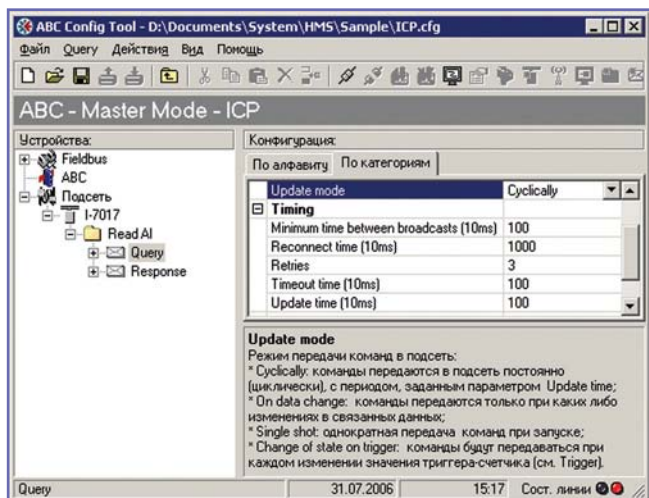 ABC Config Tool - D:\Documents\System\HMS\Sample\ICP.cfg
Файл Query Действия Вид Помощь
ABC - Master Mode - ICP
Устройства:
Fieldbus
ABC
Подсеть
I-7017
Read AI
Query
Response
Конфигурация:
По алфавиту По категориям
Update mode Cyclically
Timing
Minimum time between broadcasts (10ms) 100
Reconnect time (10ms) 1000
Retries 3
Timeout time (10ms) 100
Update time (10ms) 100
Update mode
Режим передачи команд в подсеть:
* Cyclically: команды передаются в подсеть постоянно
(циклически), с периодом, заданным параметром Update time;
* On data change: команды передаются только при каких либо
изменениях в связанных данных;
* Single shot: однократная передача команд при запуске;
* Change of state on trigger: команды будут передаваться при
каждом изменении значения триггера-счетчика (см. Trigger).
Query 31.07.2006 15:17 Сост. линии